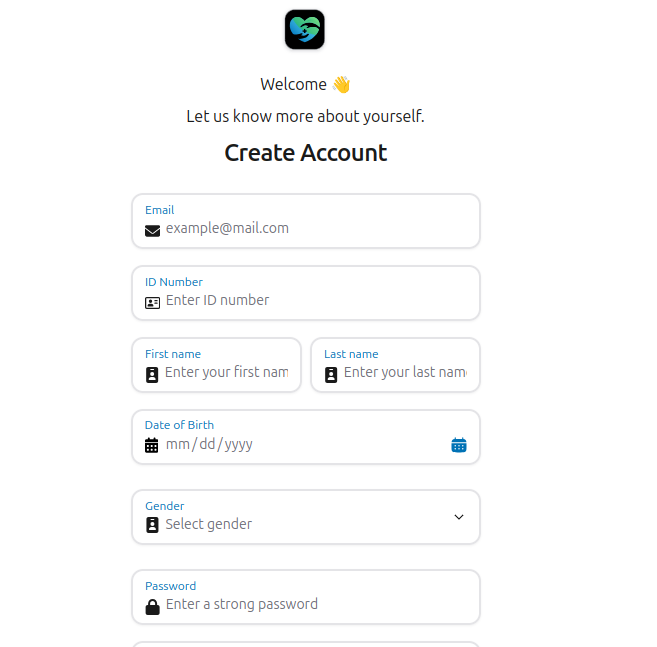 Welcome 👋
Let us know more about yourself.
Create Account
Email
example@mail.com
ID Number
Enter ID number
First name
Enter your first nam
Last name
Enter your last nam
Date of Birth
mm/dd/yyyy
Gender
Select gender
Password
Enter a strong password